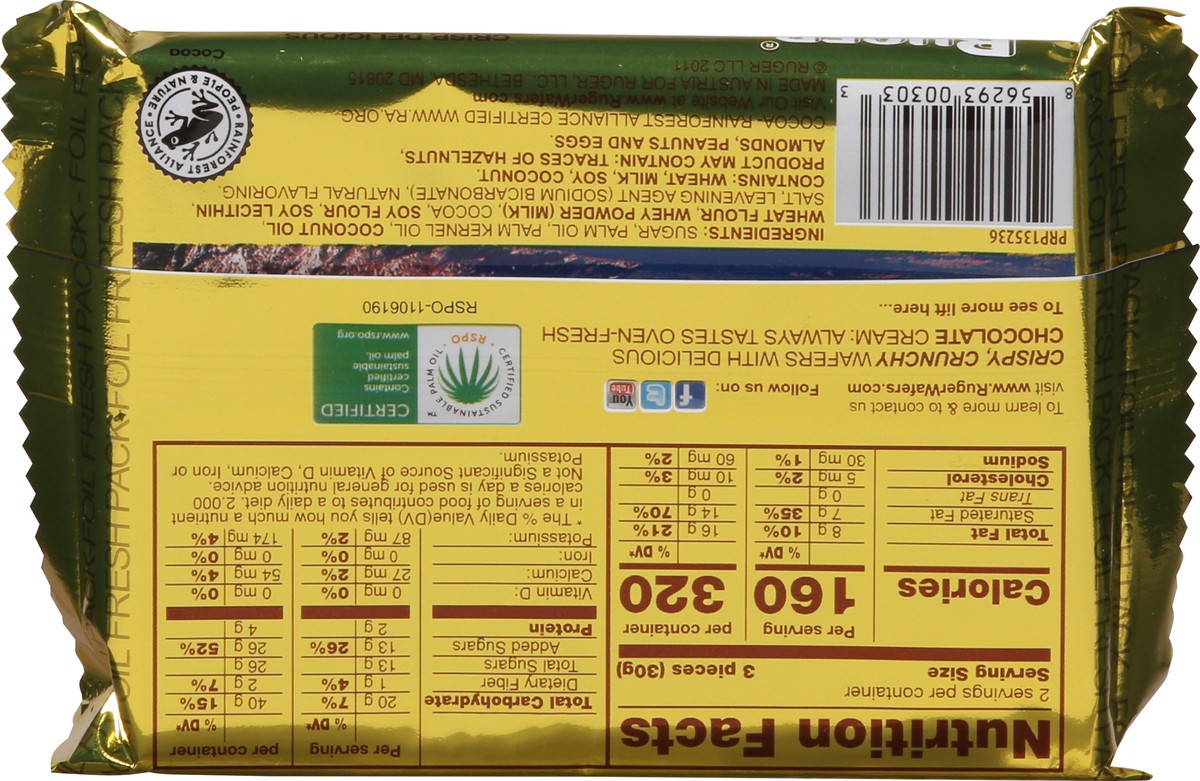 Nutrition Facts
2 servings per container
Serving Size 3 pieces (30g)
Per serving per container
Calories 160 320
% DV* % DV*
Total Fat 8 g 10% 16 g 21%
Saturated Fat 7 g 35% 14 g 70%
Trans Fat 0 g 0 g
Cholesterol 5 mg 2% 10 mg 3%
Sodium 30 mg 1% 60 mg 2%
Per serving per container
% DV* % DV*
Total Carbohydrate 20 g 7% 40 g 15%
Dietary Fiber 1 g 4% 2 g 7%
Total Sugars 13 g 26 g
Added Sugars 13 g 26% 26 g 52%
Protein 2 g 4 g
Vitamin D: 0 mg 0% 0 mg 0%
Calcium: 27 mg 2% 54 mg 4%
Iron: 0 mg 0% 0 mg 0%
Potassium: 87 mg 2% 174 mg 4%
* The % Daily Value(DV) tells you how much a nutrient
in a serving of food contributes to a daily diet. 2.000
calories a day is used for general nutrition advice.
Not a Significant Source of Vitamin D, Calcium, Iron or
Potassium.
To learn more & to contact us
visit www.RugerWafers.com
Follow us on: f t You Tube
CRISPY, CRUNCHY WAFERS WITH DELICIOUS
CHOCOLATE CREAM: ALWAYS TASTES OVEN-FRESH
To see more lift here...
CERTIFIED SUSTAINABLE PALM OIL · RSPO · ™
CERTIFIED
Contains
certified
sustainable
palm oil.
www.rspo.org
RSPO-1106190
PRP135236
8 56293 00303 3
INGREDIENTS: SUGAR, PALM OIL, PALM KERNEL OIL, COCONUT OIL,
WHEAT FLOUR, WHEY POWDER (MILK), COCOA, SOY FLOUR, SOY LECITHIN,
SALT, LEAVENING AGENT (SODIUM BICARBONATE), NATURAL FLAVORING.
CONTAINS: WHEAT, MILK, SOY, COCONUT.
PRODUCT MAY CONTAIN: TRACES OF HAZELNUTS,
ALMONDS, PEANUTS AND EGGS.
COCOA- RAINFOREST ALLIANCE CERTIFIED WWW.RA.ORG
Visit Our Website at www.RugerWafers.com
MADE IN AUSTRIA FOR RUGER, LLC. BETHESDA, MD 20815
© RUGER LLC 2011
RAINFOREST ALLIANCE • PEOPLE & NATURE •
Cocoa
®
CRISP, DELICIOUS
FOIL FRESH PACK-FOIL FRESH PACK
FOIL FRESH PACK - FOIL FR